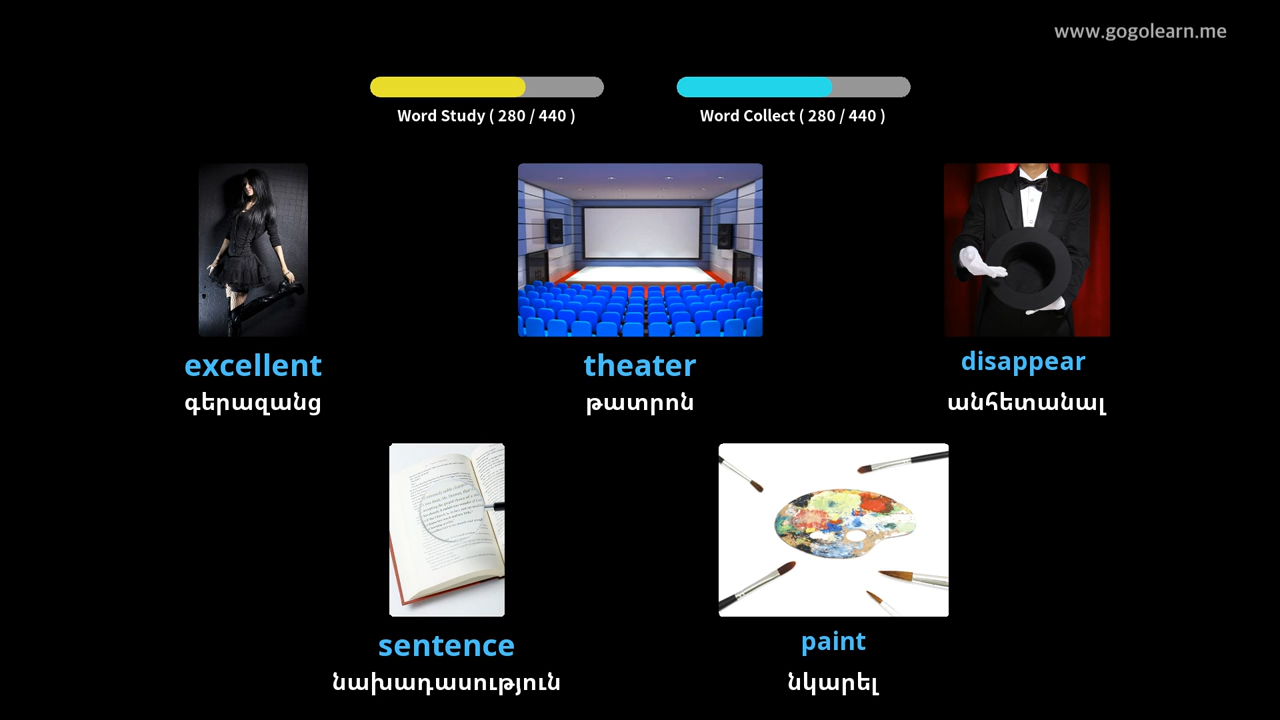 www.gogolearn.me
Word Study ( 280 / 440 )
Word Collect ( 280 / 440 )
excellent
գերազանց
theater
թատրոն
disappear
անհետանալ
sentence
նախադասություն
paint
նկարել